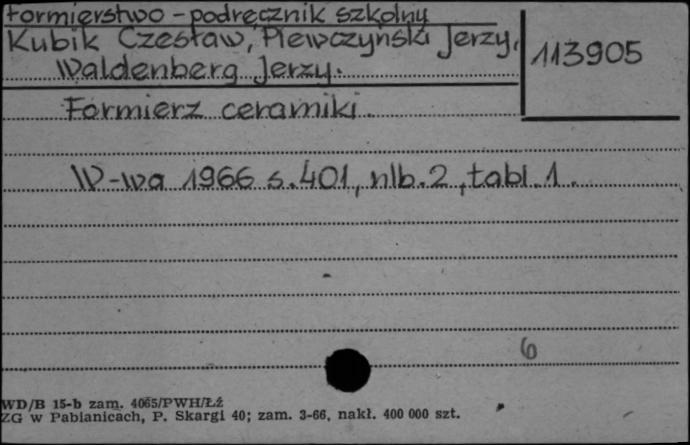 Formierstwo - podręcznik szkolny
Kubik Czesław, Plewczyński Jerzy,
Waldenberg Jerzy.
113905
Formierz ceramiki.
W-wa 1966 s. 401, nlb. 2, tabl. 1.
6
WD/B 15-b zam. 4065/PWH/Łź
ZG w Pabianicach, P. Skargi 40; zam. 3-66, nakł. 400 000 szt.